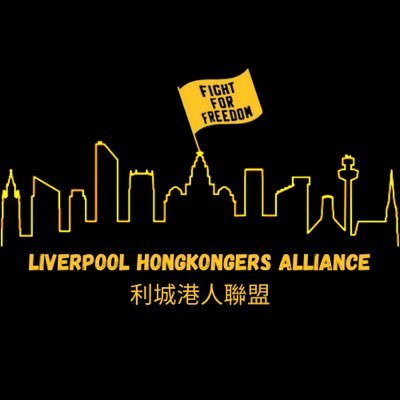 FIGHT
FOR
FREEDOM
LIVERPOOL HONGKONGERS ALLIANCE
利城港人聯盟